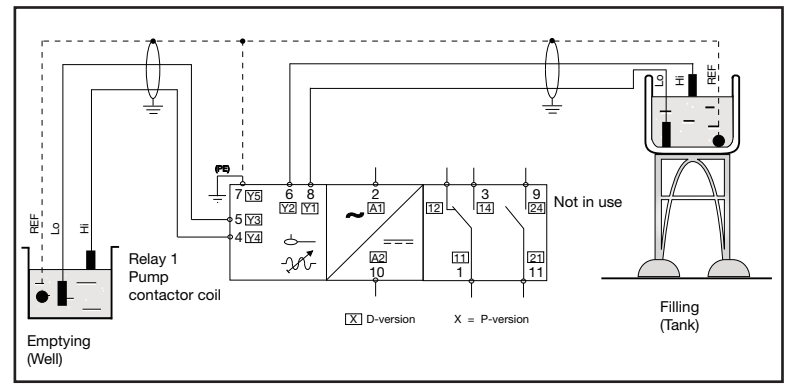 Lo
Hi
REF
(PE)
7 Y5
6
8
2
3
9
Not in use
Y2
Y1
A1
12
14
24
5 Y3
4 Y4
REF
Lo
Hi
A2
11
21
10
1
11
Relay 1
Pump
contactor coil
X D-version
X = P-version
Filling
(Tank)
Emptying
(Well)